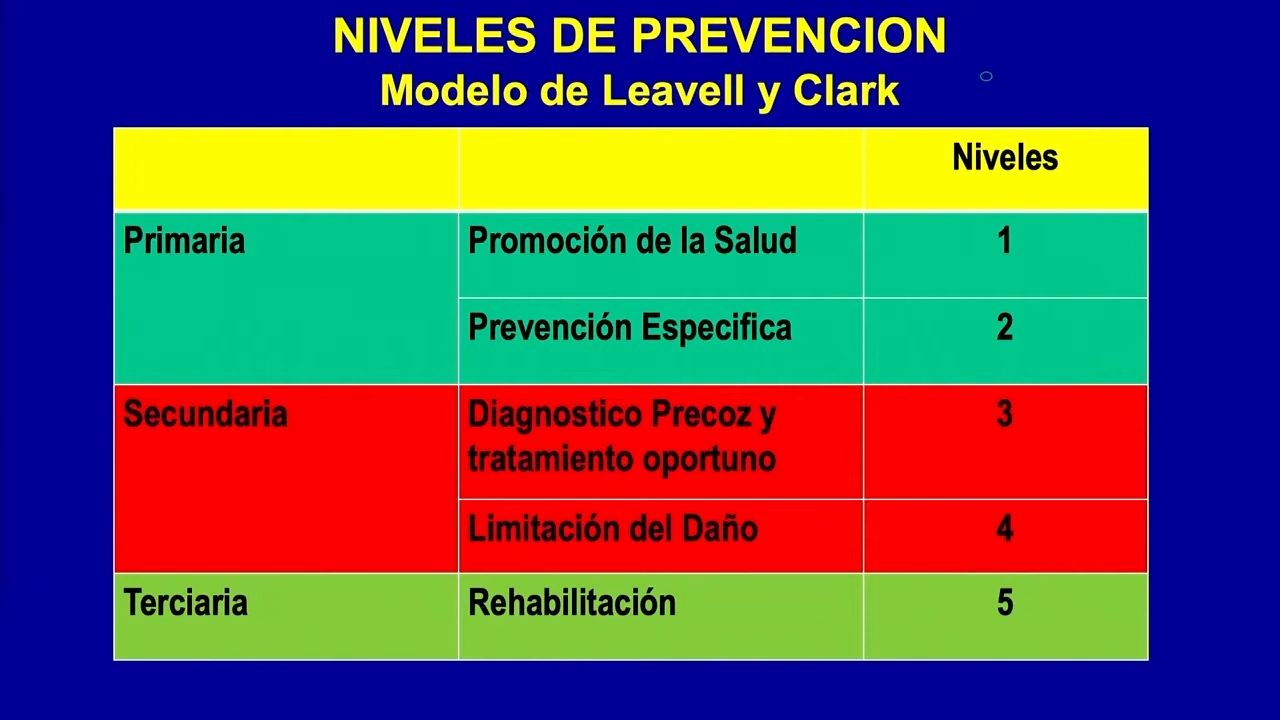 NIVELES DE PREVENCION
Modelo de Leavell y Clark
Niveles
Primaria
Promoción de la Salud
1
Prevención Especifica
2
Secundaria
Diagnostico Precoz y
tratamiento oportuno
3
Limitación del Daño
4
Terciaria
Rehabilitación
5